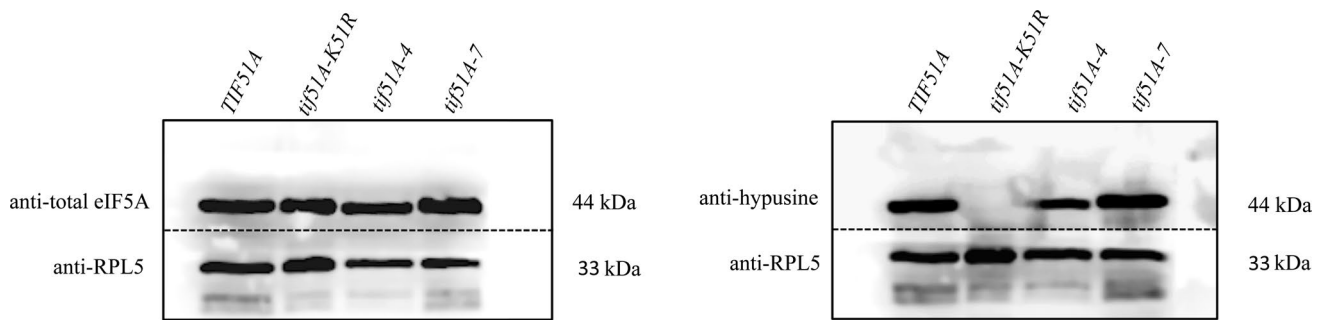 TIF51A
tif51A-K51R
tif51A-4
tif51A-7
anti-total eIF5A
44 kDa
anti-RPL5
33 kDa
TIF51A
tif51A-K51R
tif51A-4
tif51A-7
anti-hypusine
44 kDa
anti-RPL5
33 kDa